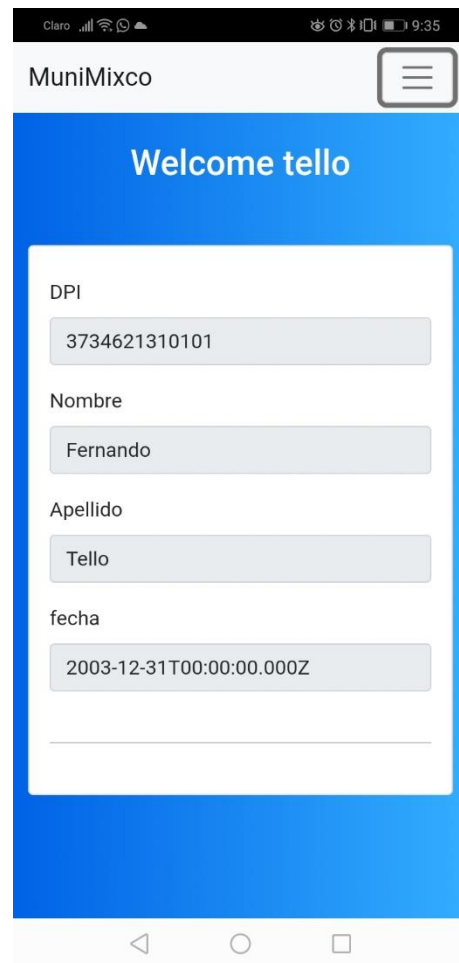 Claro 9:35
MuniMixco
Welcome tello
DPI
3734621310101
Nombre
Fernando
Apellido
Tello
fecha
2003-12-31T00:00:00.000Z